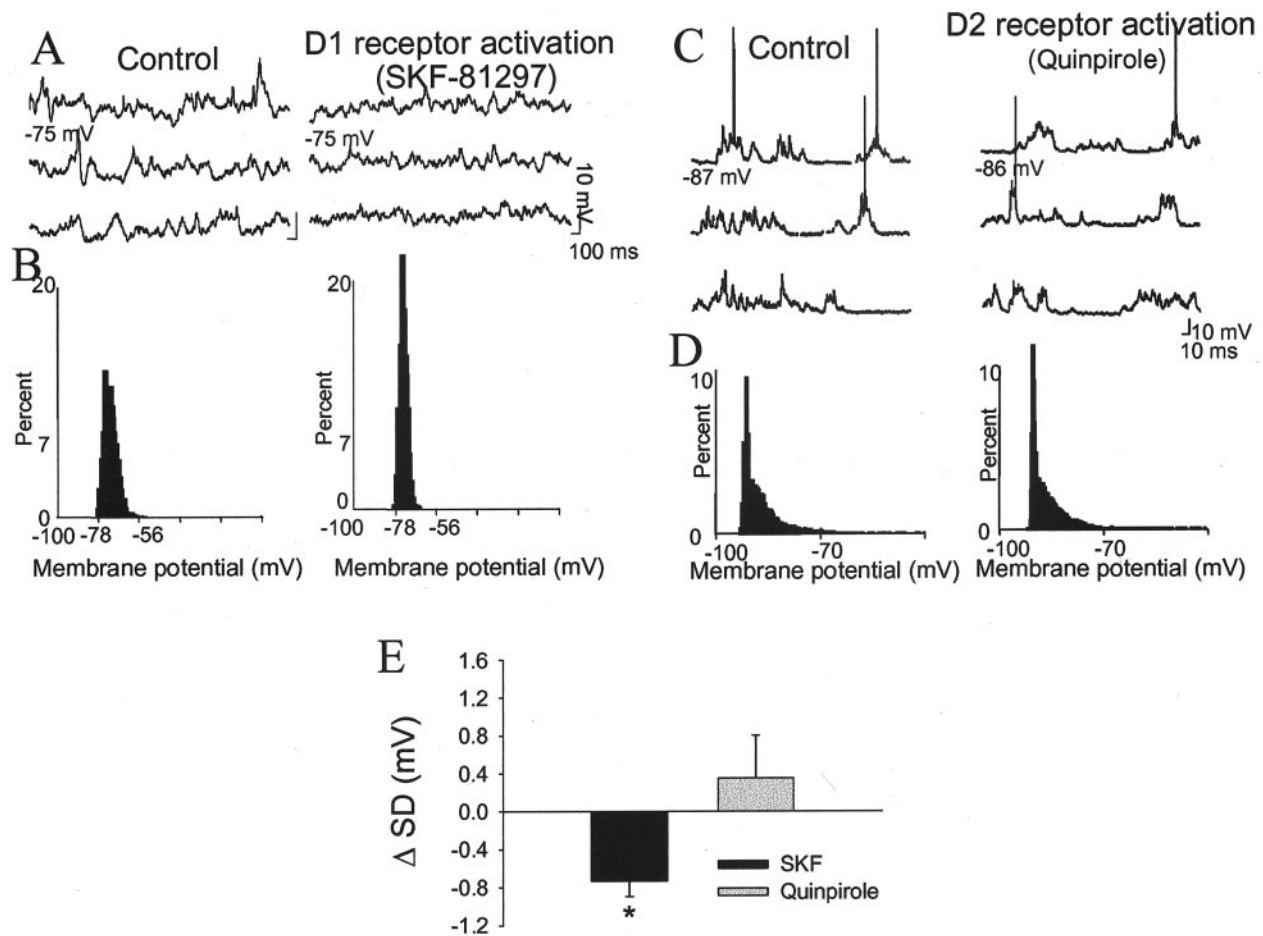 A
Control
D1 receptor activation
(SKF-81297)
-75 mV
-75 mV
10 mV
100 ms
C
Control
D2 receptor activation
(Quinpirole)
-87 mV
-86 mV
10 mV
10 ms
B
20
Percent
7
0
-100 -78 -56
Membrane potential (mV)
20
Percent
7
0
-100 -78 -56
Membrane potential (mV)
D
10
Percent
0
-100 -70
Membrane potential (mV)
10
Percent
0
-100 -70
Membrane potential (mV)
E
Δ SD (mV)
1.6
1.2
0.8
0.4
0.0
-0.4
-0.8
-1.2
*
SKF
Quinpirole